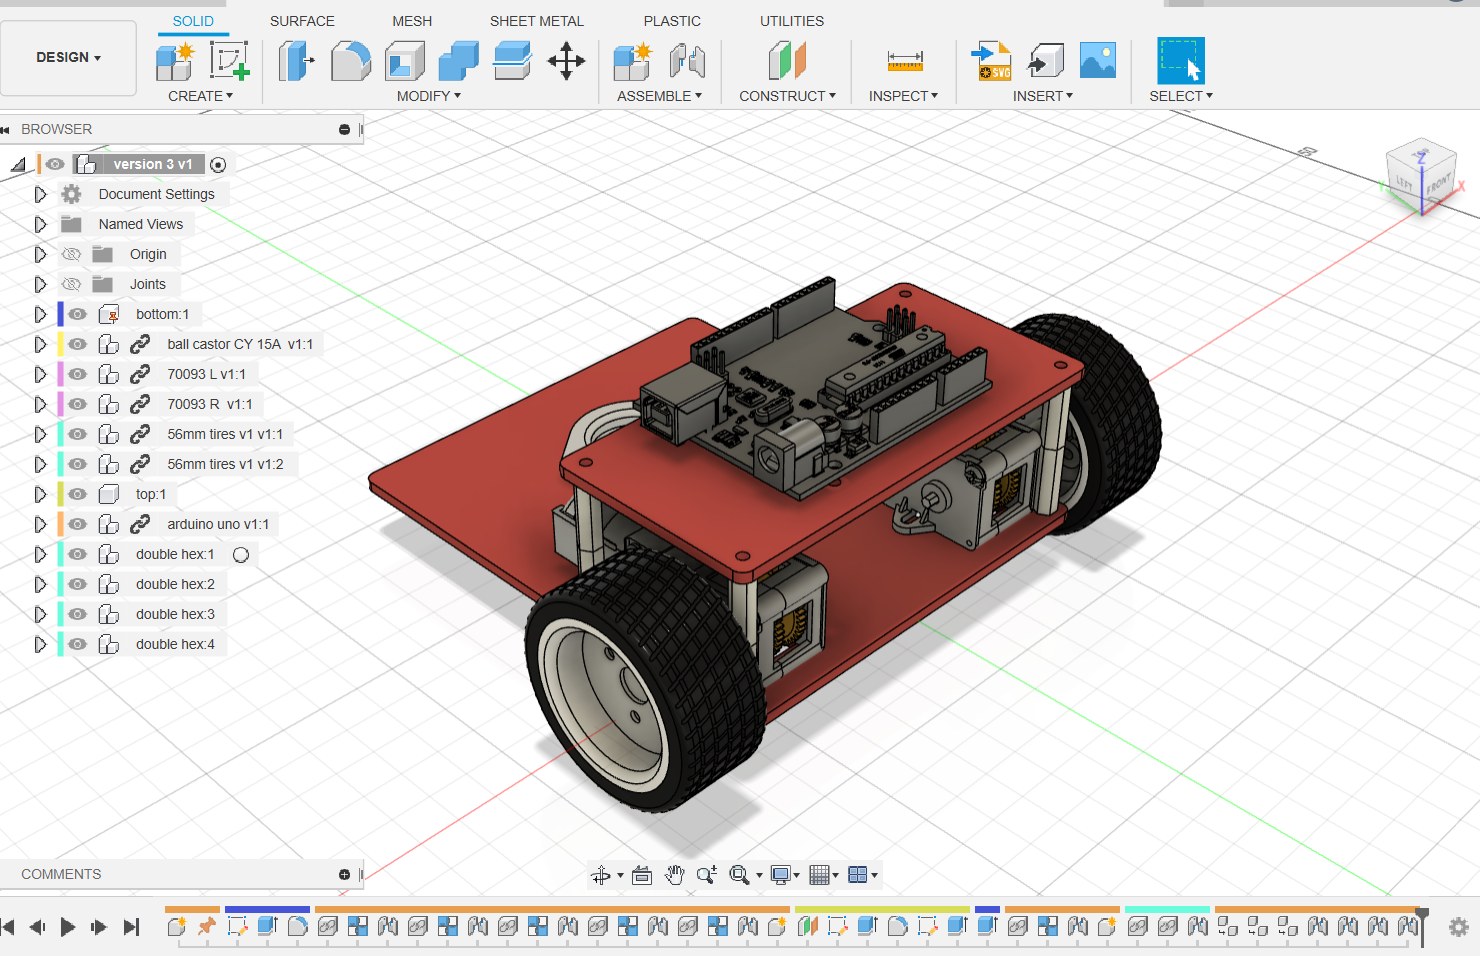 SOLID SURFACE MESH SHEET METAL PLASTIC UTILITIES
DESIGN
SVG
CREATE MODIFY ASSEMBLE CONSTRUCT INSPECT INSERT SELECT
BROWSER
version 3 v1
Document Settings
Named Views
Origin
Joints
bottom:1
ball castor CY 15A v1:1
70093 L v1:1
70093 R v1:1
56mm tires v1 v1:1
56mm tires v1 v1:2
top:1
arduino uno v1:1
double hex:1
double hex:2
double hex:3
double hex:4
Z
LEFT FRONT
Y X
COMMENTS